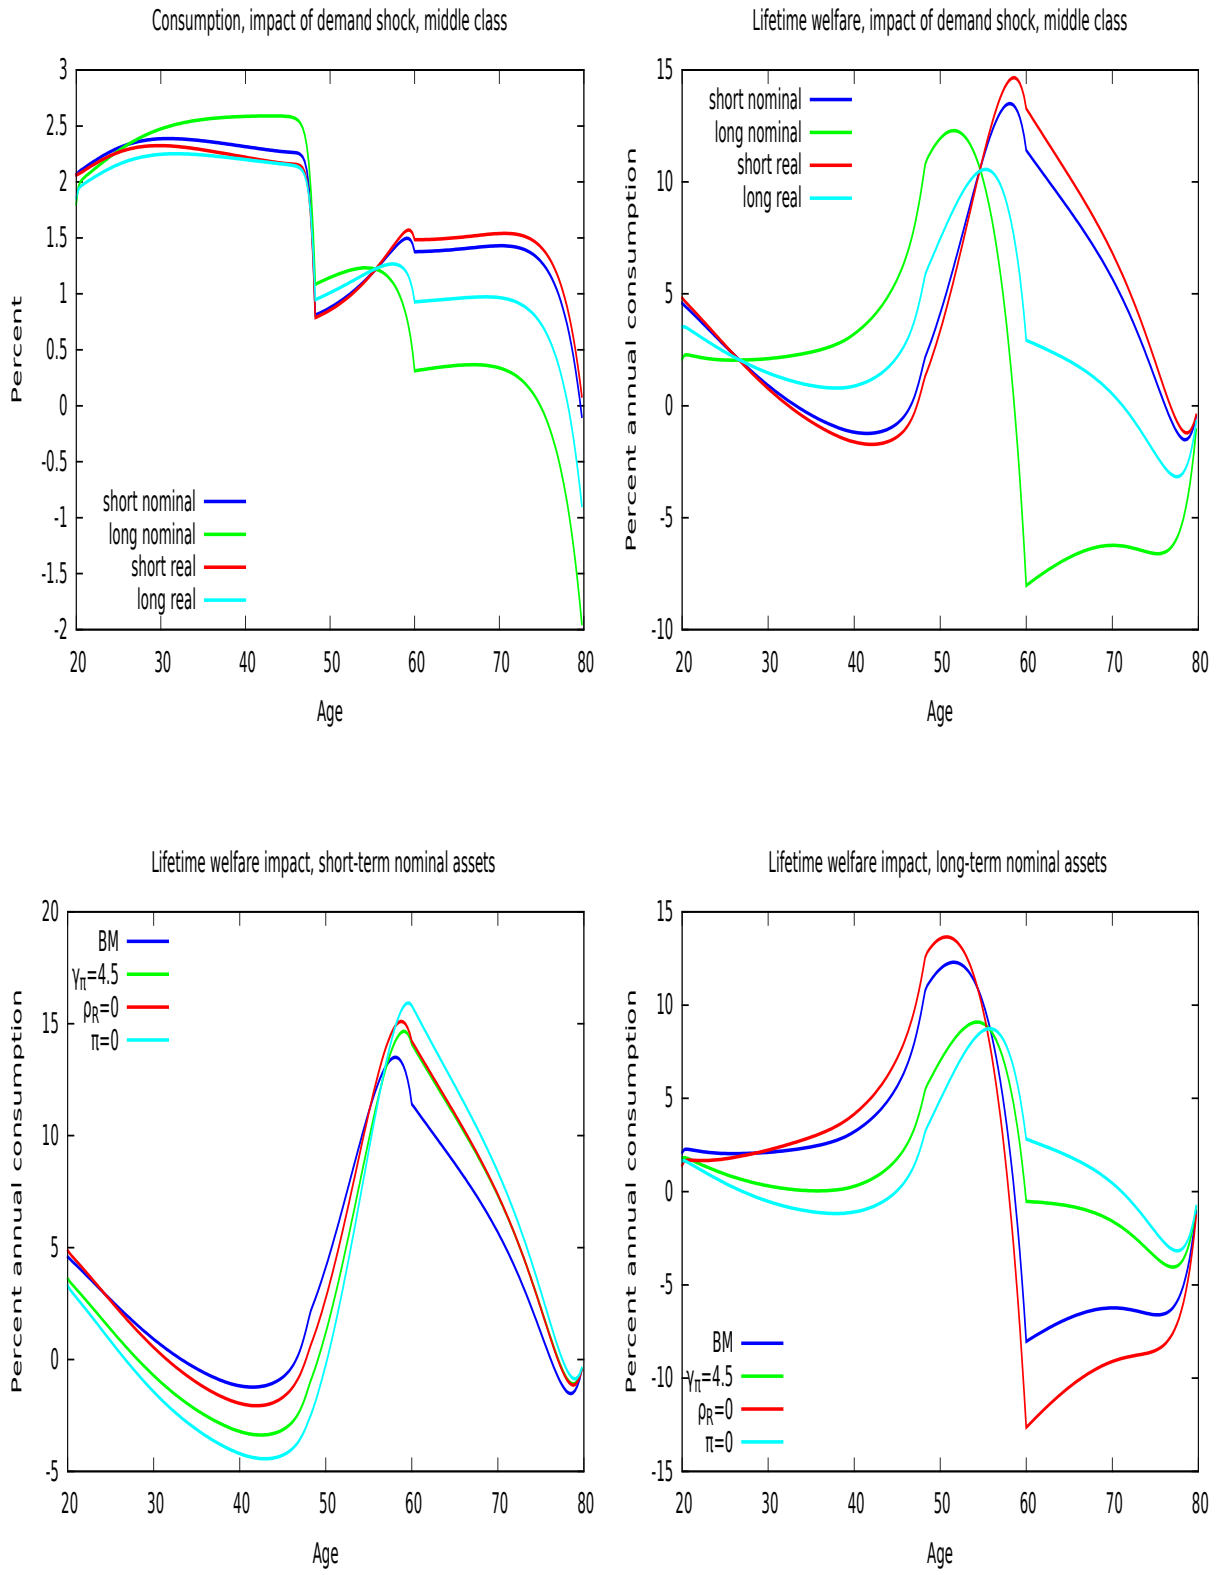 Consumption, impact of demand shock, middle class
3
2.5
2
1.5
1
0.5
0
-0.5
-1
-1.5
-2
Percent
short nominal
long nominal
short real
long real
20 30 40 50 60 70 80
Age
Lifetime welfare, impact of demand shock, middle class
15
10
5
0
-5
-10
Percent annual consumption
short nominal
long nominal
short real
long real
20 30 40 50 60 70 80
Age
Lifetime welfare impact, short-term nominal assets
20
15
10
5
0
-5
Percent annual consumption
BM
γπ=4.5
ρR=0
π=0
20 30 40 50 60 70 80
Age
Lifetime welfare impact, long-term nominal assets
15
10
5
0
-5
-10
-15
Percent annual consumption
BM
γπ=4.5
ρR=0
π=0
20 30 40 50 60 70 80
Age